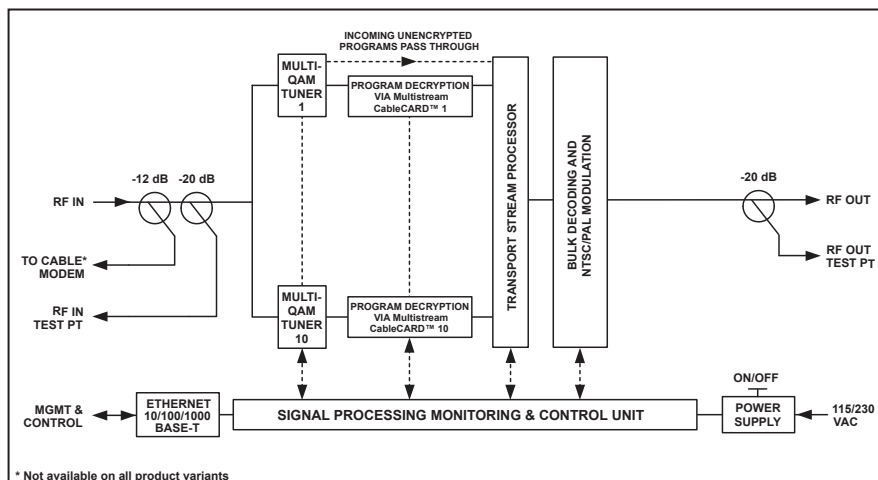 INCOMING UNENCRYPTED
PROGRAMS PASS THROUGH
MULTI-
QAM
TUNER
1
PROGRAM DECRYPTION
VIA Multistream
CableCARD™ 1
-12 dB
-20 dB
RF IN
TO CABLE*
MODEM
RF IN
TEST PT
MULTI-
QAM
TUNER
10
PROGRAM DECRYPTION
VIA Multistream
CableCARD™ 10
TRANSPORT STREAM PROCESSOR
BULK DECODING AND
NTSC/PAL MODULATION
-20 dB
RF OUT
RF OUT
TEST PT
MGMT &
CONTROL
ETHERNET
10/100/1000
BASE-T
SIGNAL PROCESSING MONITORING & CONTROL UNIT
ON/OFF
POWER
SUPPLY
115/230
VAC
* Not available on all product variants